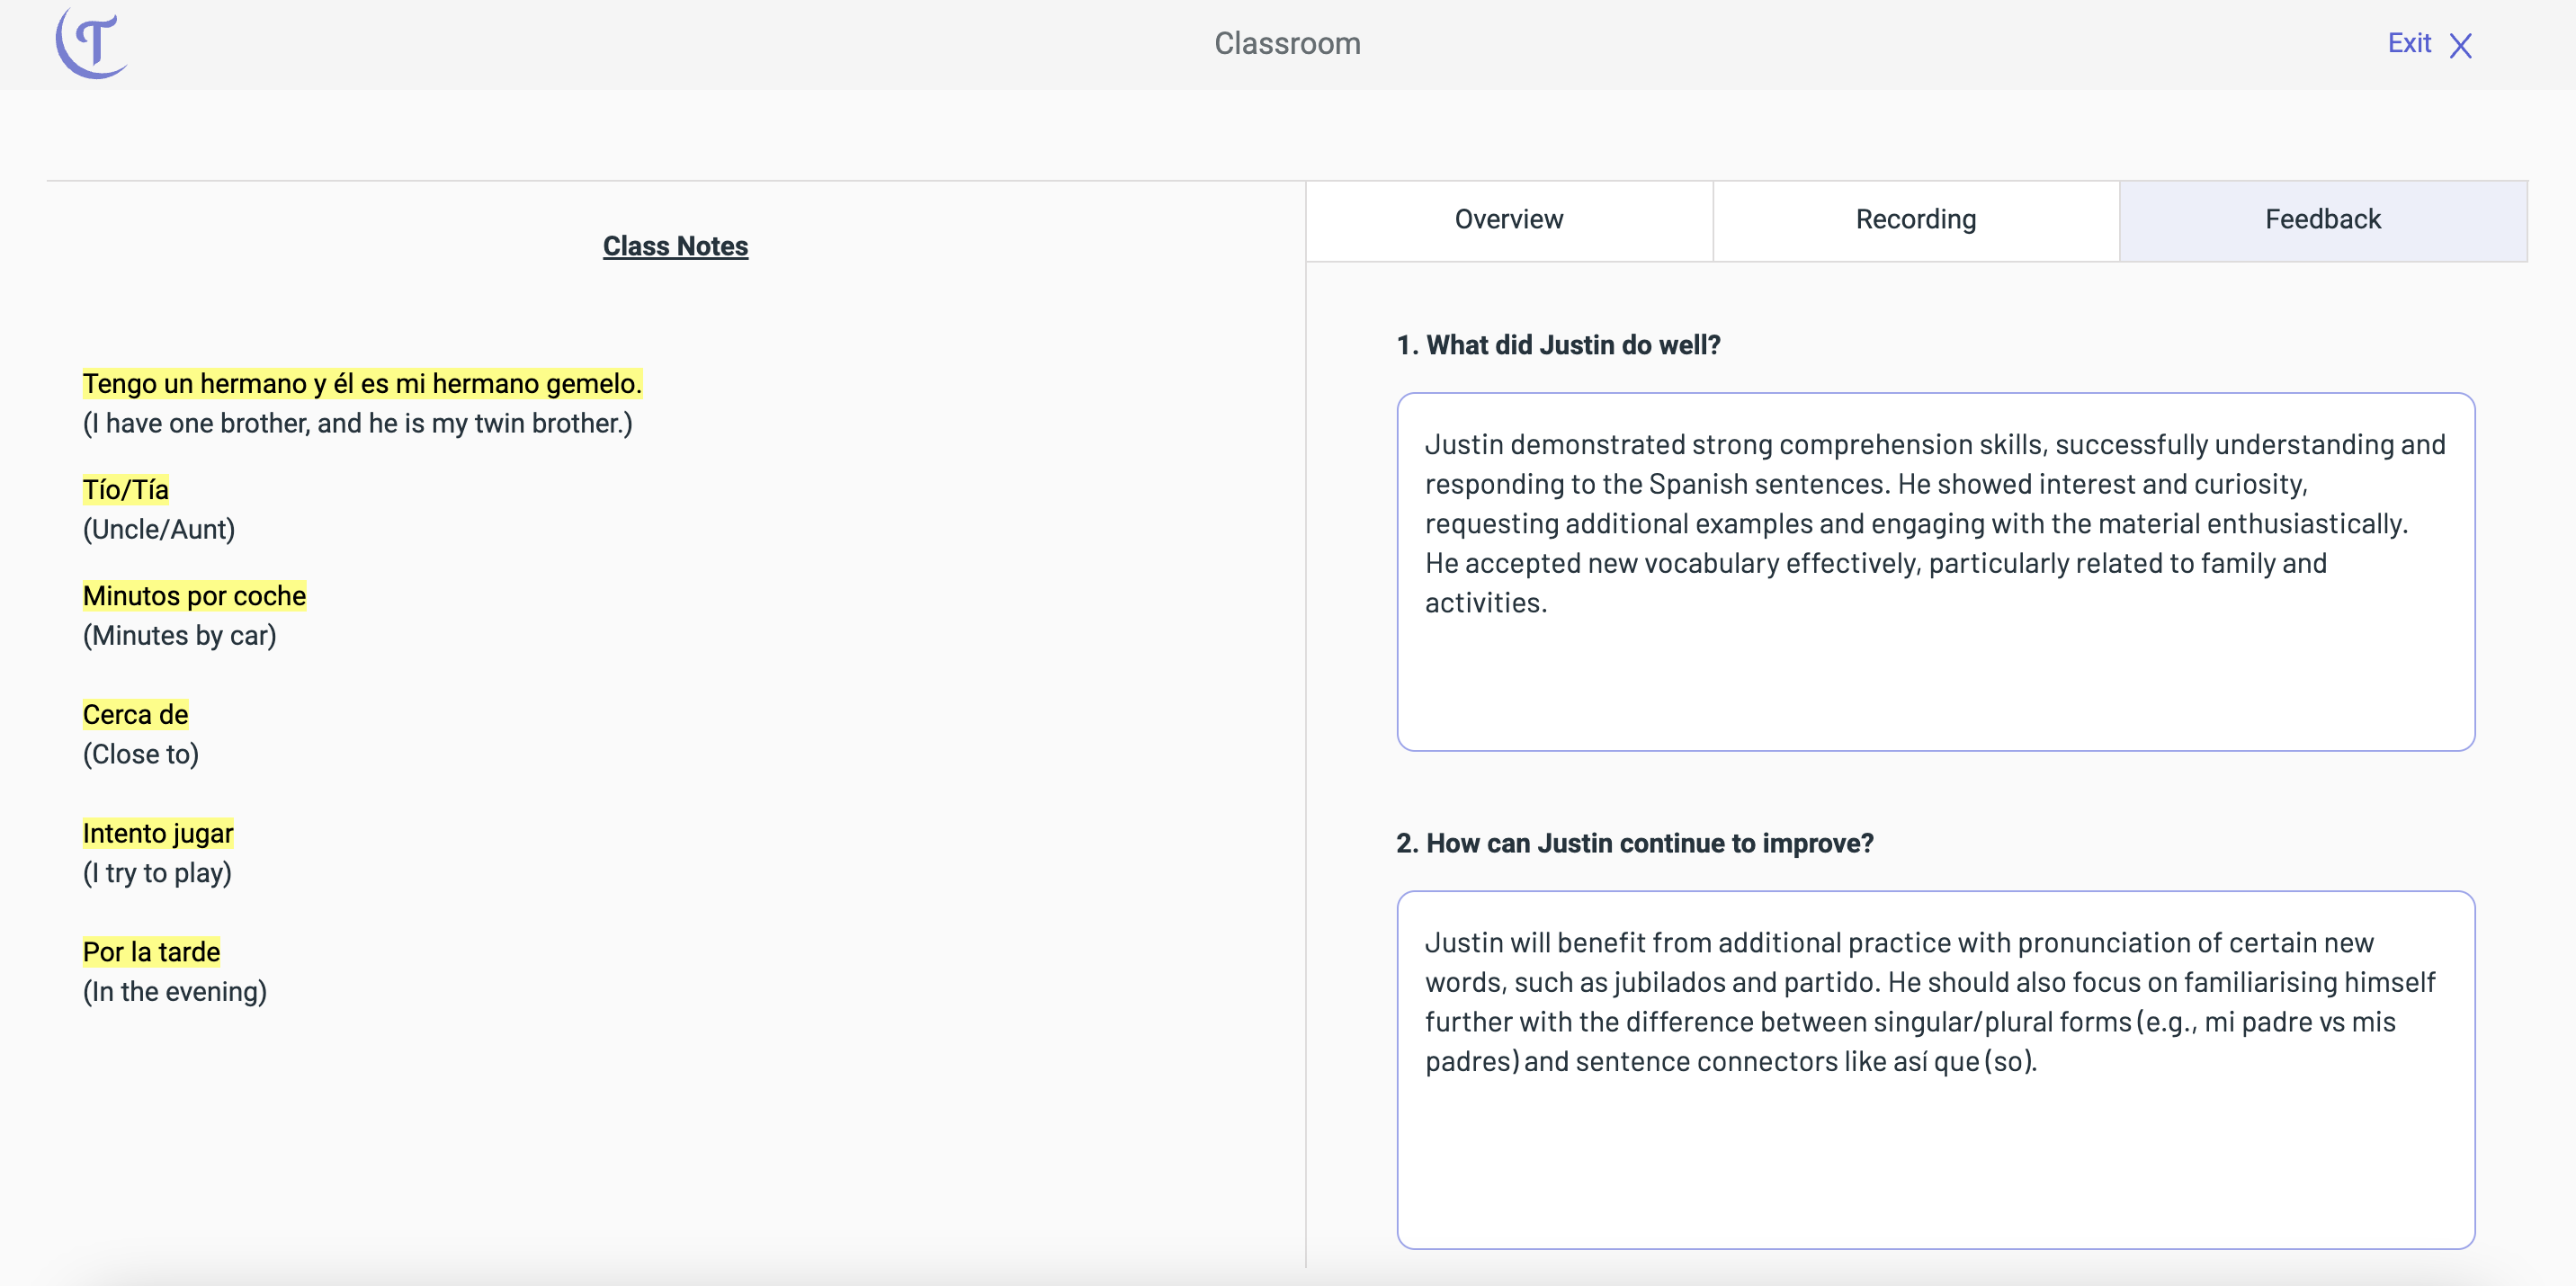 Classroom
Exit
Class Notes
Tengo un hermano y él es mi hermano gemelo.
(I have one brother, and he is my twin brother.)
Tío/Tía
(Uncle/Aunt)
Minutos por coche
(Minutes by car)
Cerca de
(Close to)
Intento jugar
(I try to play)
Por la tarde
(In the evening)
Overview
Recording
Feedback
1. What did Justin do well?
Justin demonstrated strong comprehension skills, successfully understanding and
responding to the Spanish sentences. He showed interest and curiosity,
requesting additional examples and engaging with the material enthusiastically.
He accepted new vocabulary effectively, particularly related to family and
activities.
2. How can Justin continue to improve?
Justin will benefit from additional practice with pronunciation of certain new
words, such as jubilados and partido. He should also focus on familiarising himself
further with the difference between singular/plural forms (e.g., mi padre vs mis
padres) and sentence connectors like así que (so).